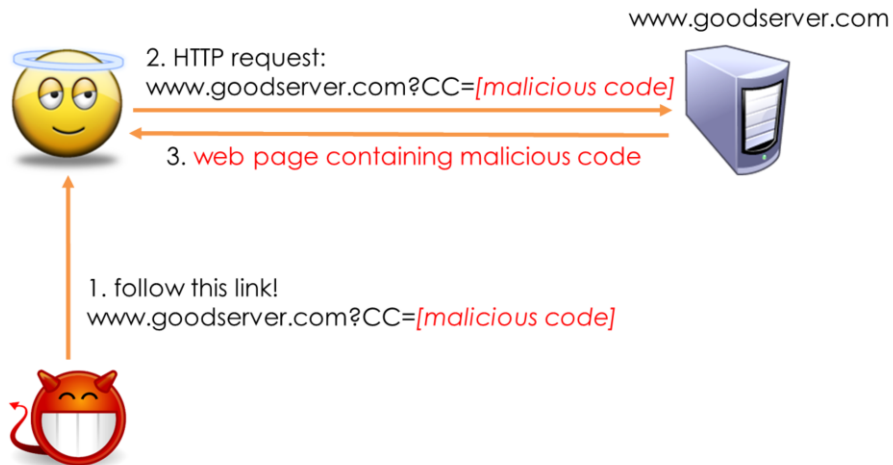 www.goodserver.com
2. HTTP request:
www.goodserver.com?CC=[malicious code]
3. web page containing malicious code
1. follow this link!
www.goodserver.com?CC=[malicious code]